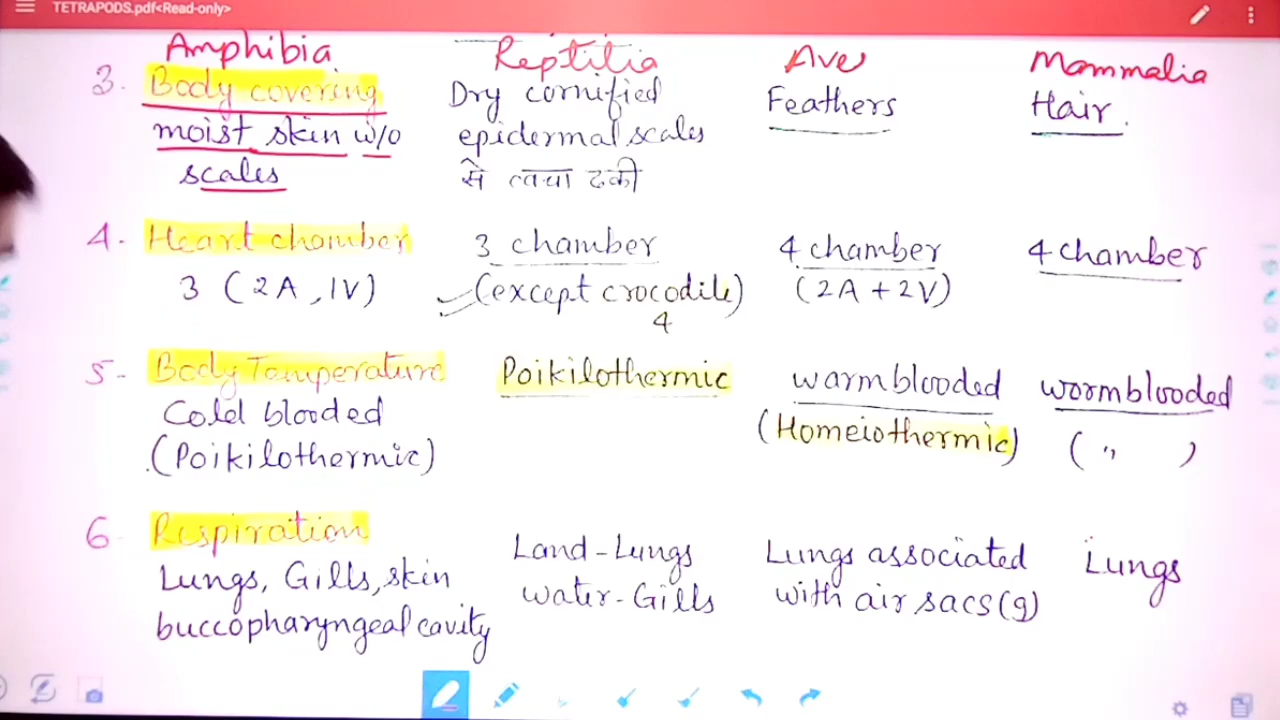 TETRAPODS.pdf<Read-only>
Amphibia Reptilia Ave Mammalia
3. Body covering Dry cornified Feathers Hair.
moist skin w/o epidermal scales
scales से त्वचा ढकी
4- Heart chamber 3 chamber 4 chamber 4 chamber
3 (2A, 1V) (except crocodile) (2A + 2V)
4
5- Body Temperature Poikilothermic warmblooded wormblooded
Cold blooded (Homeiothermic) ( " )
(Poikilothermic)
6 Respiration Land-Lungs Lungs associated Lungs
Lungs, Gills, skin water-Gills with air sacs (9)
buccopharyngeal cavity